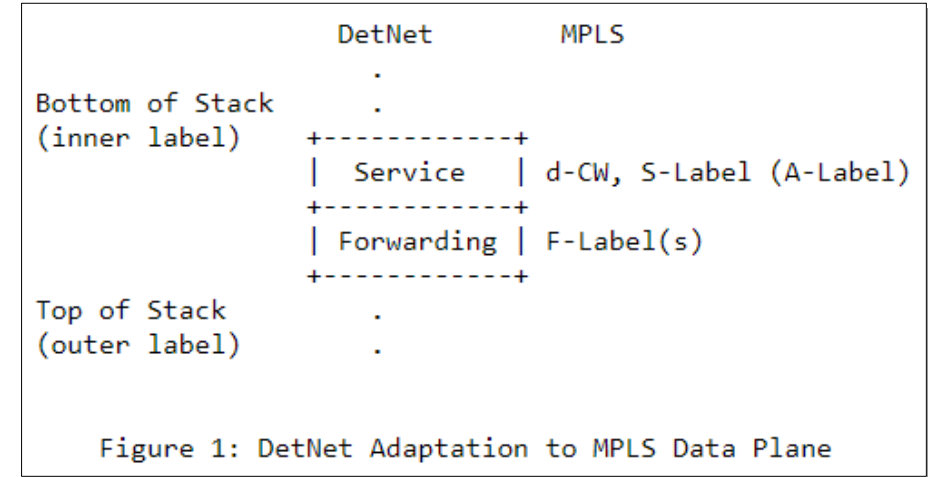 DetNet MPLS
.
Bottom of Stack .
(inner label) +------------+
| Service | d-CW, S-Label (A-Label)
+------------+
| Forwarding | F-Label(s)
+------------+
Top of Stack .
(outer label) .
Figure 1: DetNet Adaptation to MPLS Data Plane